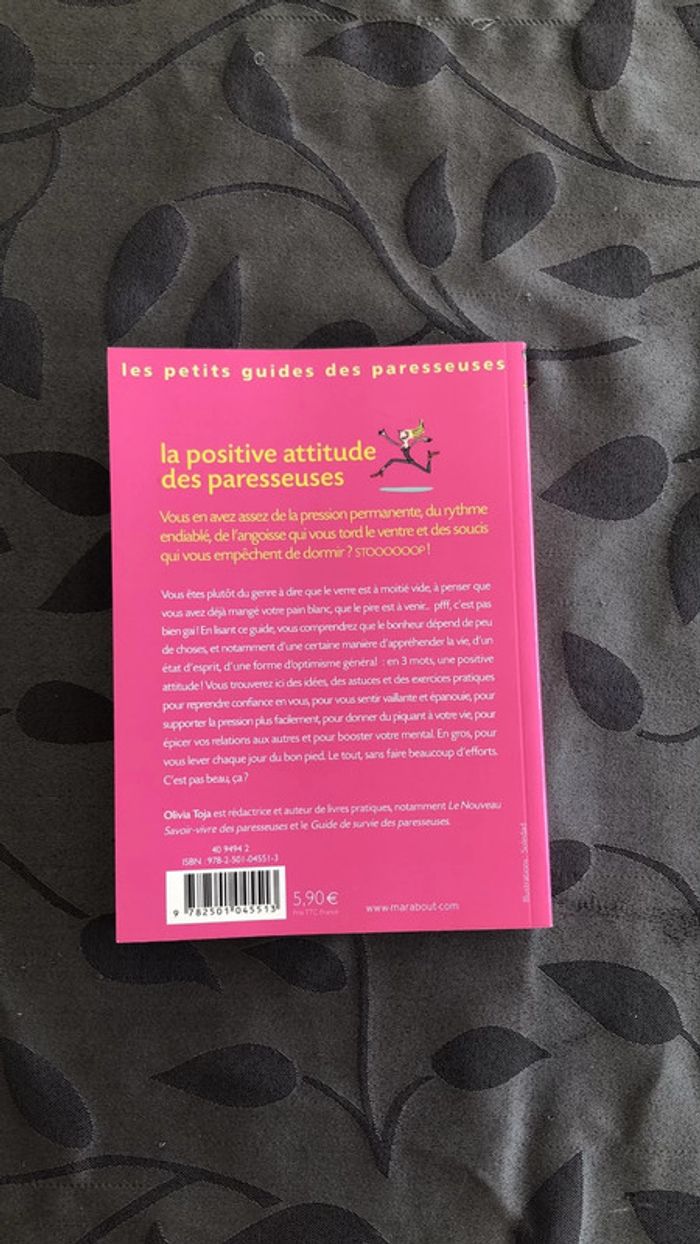 les petits guides des paresseuses
la positive attitude
des paresseuses
Vous en avez assez de la pression permanente, du rythme
endiablé, de l'angoisse qui vous tord le ventre et des soucis
qui vous empêchent de dormir ? STOOOOOOP !
Vous êtes plutôt du genre à dire que le verre est à moitié vide, à penser que
vous avez déjà mangé votre pain blanc, que le pire est à venir... pfff, c'est pas
bien gai ! En lisant ce guide, vous comprendrez que le bonheur dépend de peu
de choses, et notamment d'une certaine manière d'appréhender la vie, d'un
état d'esprit, d'une forme d'optimisme général : en 3 mots, une positive
attitude ! Vous trouverez ici des idées, des astuces et des exercices pratiques
pour reprendre confiance en vous, pour vous sentir vaillante et épanouie, pour
supporter la pression plus facilement, pour donner du piquant à votre vie, pour
épicer vos relations aux autres et pour booster votre mental. En gros, pour
vous lever chaque jour du bon pied. Le tout, sans faire beaucoup d'efforts.
C'est pas beau, ça ?
Olivia Toja est rédactrice et auteur de livres pratiques, notamment Le Nouveau
Savoir-vivre des paresseuses et le Guide de survie des paresseuses.
40 9494 2
ISBN : 978-2-501-04551-3
9 782501 045513
5,90 €
Prix TTC France
www.marabout.com
Illustrations : Soledad